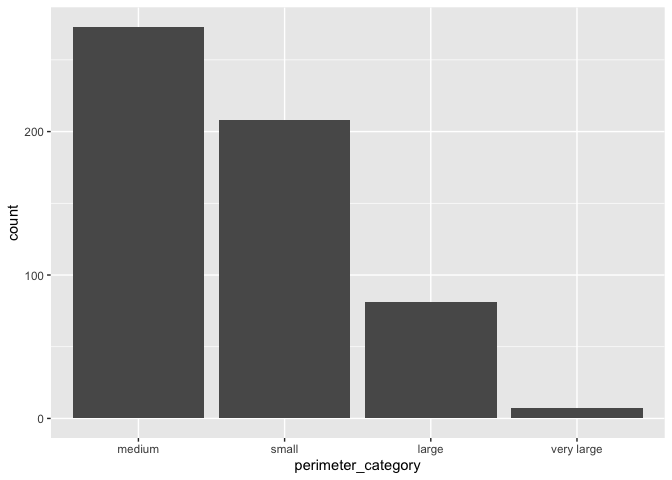 count
200
100
0
medium small large very large
perimeter_category